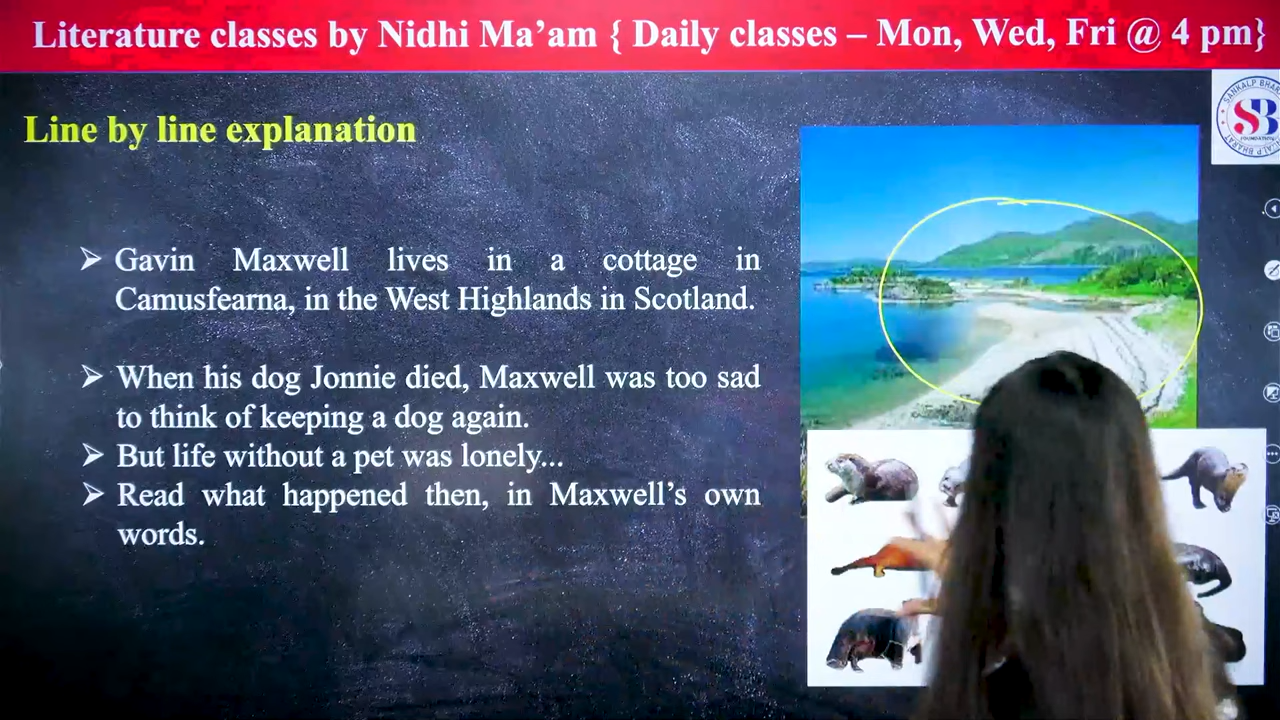 Literature classes by Nidhi Ma’am { Daily classes – Mon, Wed, Fri @ 4 pm}
Line by line explanation
SB
FOUNDATION
Gavin Maxwell lives in a cottage in
Camusfearna, in the West Highlands in Scotland.
When his dog Jonnie died, Maxwell was too sad
to think of keeping a dog again.
But life without a pet was lonely...
Read what happened then, in Maxwell’s own
words.